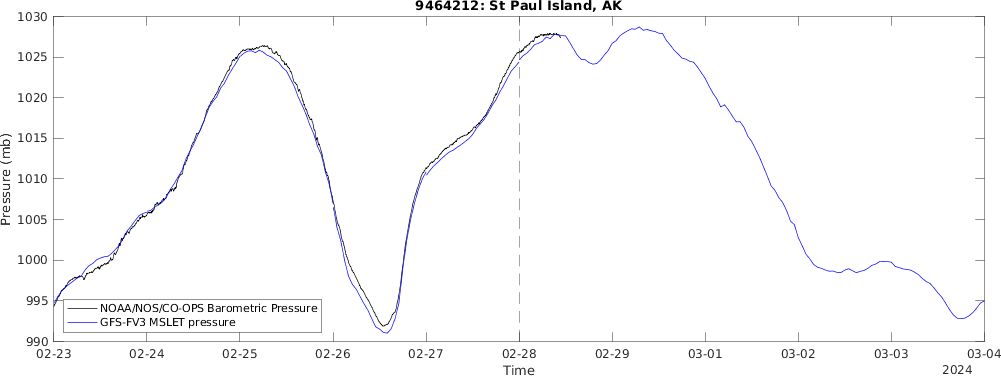 9464212: St Paul Island, AK
Pressure (mb)
1030
1025
1020
1015
1010
1005
1000
995
990
NOAA/NOS/CO-OPS Barometric Pressure
GFS-FV3 MSLET pressure
02-23 02-24 02-25 02-26 02-27 02-28 02-29 03-01 03-02 03-03 03-04
Time
2024